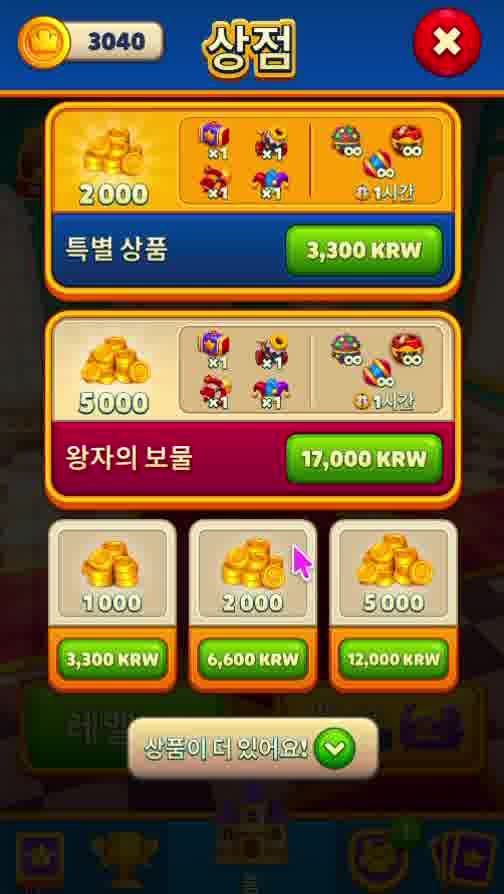 3040
상점
2000
×1
×1
×1
×1
∞
∞
∞
1시간
특별 상품
3,300 KRW
5000
×1
×1
×1
×1
∞
∞
∞
1시간
왕자의 보물
17,000 KRW
1000
2000
5000
3,300 KRW
6,600 KRW
12,000 KRW
상품이 더 있어요!